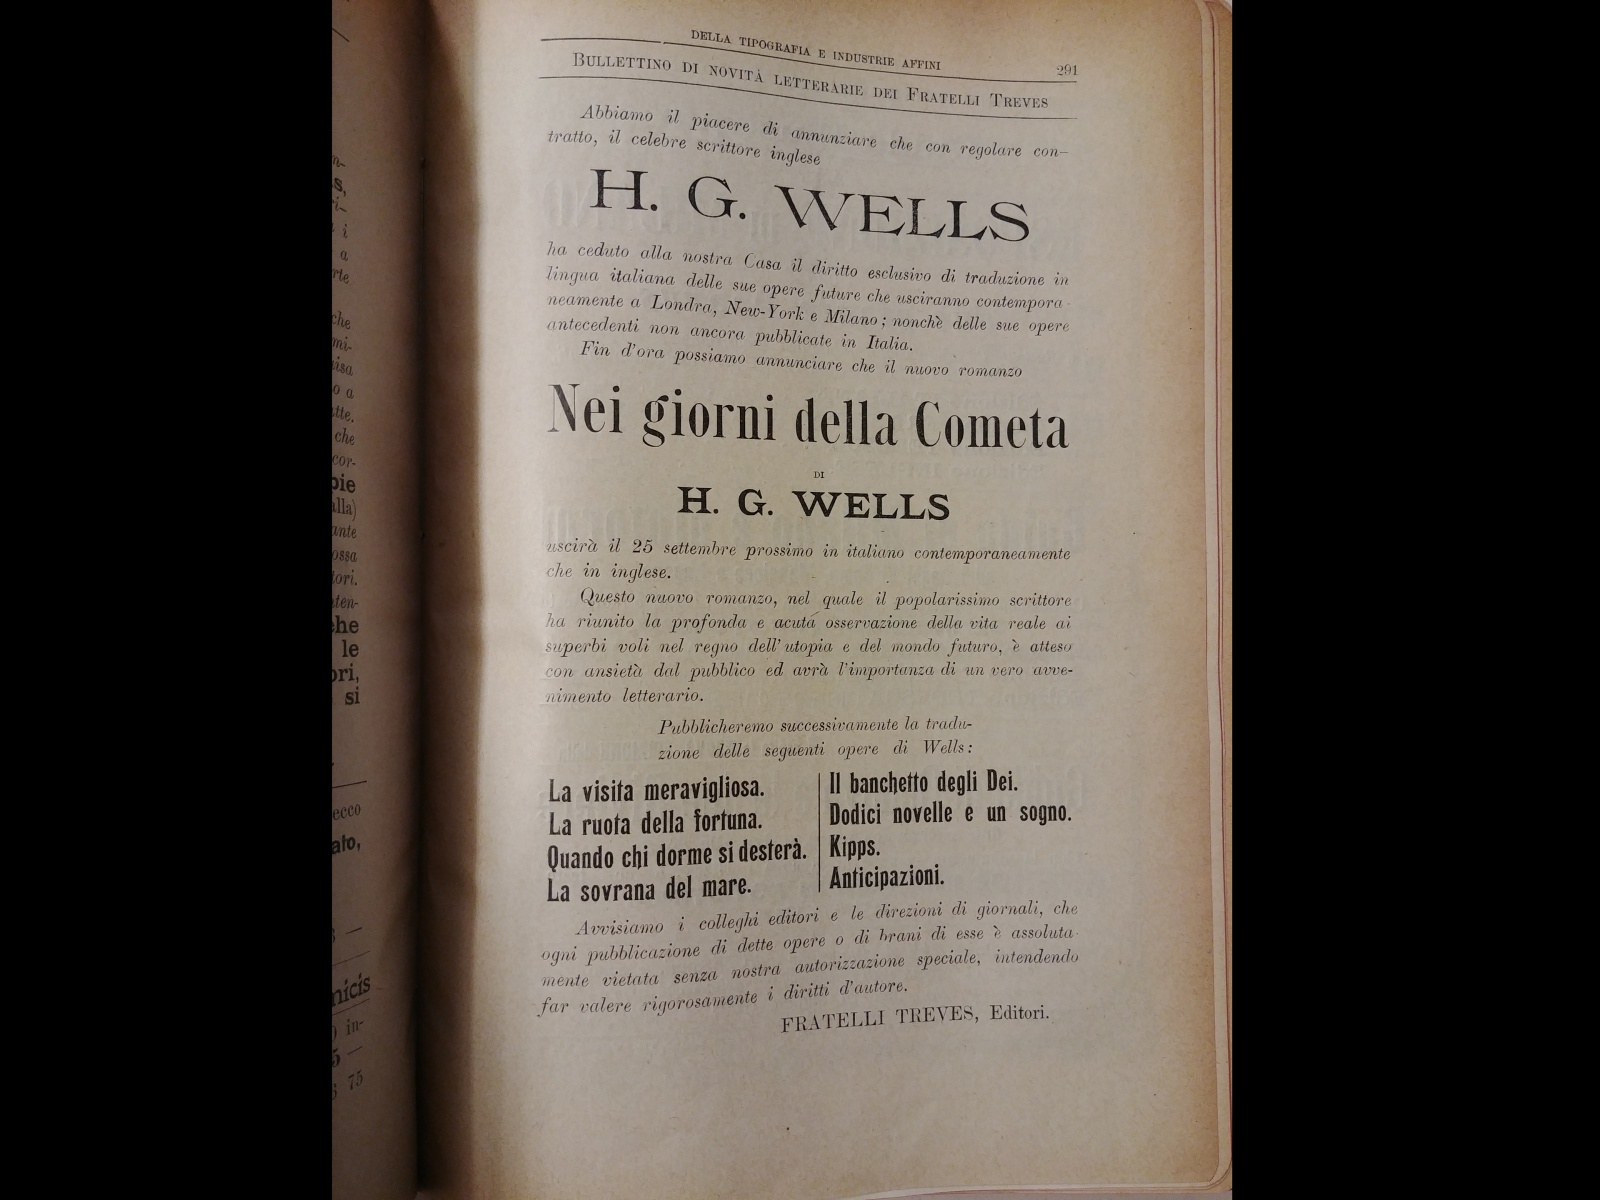 DELLA TIPOGRAFIA E INDUSTRIE AFFINI 291
BULLETTINO DI NOVITÀ LETTERARIE DEI FRATELLI TREVES
Abbiamo il piacere di annunziare che con regolare con-
tratto, il celebre scrittore inglese
H. G. WELLS
ha ceduto alla nostra Casa il diritto esclusivo di traduzione in
lingua italiana delle sue opere future che usciranno contempora-
neamente a Londra, New-York e Milano; nonchè delle sue opere
antecedenti non ancora pubblicate in Italia.
Fin d'ora possiamo annunciare che il nuovo romanzo
Nei giorni della Cometa
DI
H. G. WELLS
uscirà il 25 settembre prossimo in italiano contemporaneamente
che in inglese.
Questo nuovo romanzo, nel quale il popolarissimo scrittore
ha riunito la profonda e acuta osservazione della vita reale ai
superbi voli nel regno dell'utopia e del mondo futuro, è atteso
con ansietà dal pubblico ed avrà l'importanza di un vero avve-
nimento letterario.
Pubblicheremo successivamente la tradu-
zione delle seguenti opere di Wells:
La visita meravigliosa.
La ruota della fortuna.
Quando chi dorme si desterà.
La sovrana del mare.
Il banchetto degli Dei.
Dodici novelle e un sogno.
Kipps.
Anticipazioni.
Avvisiamo i colleghi editori e le direzioni di giornali, che
ogni pubblicazione di dette opere o di brani di esse è assoluta-
mente vietata senza nostra autorizzazione speciale, intendendo
far valere rigorosamente i diritti d'autore.
FRATELLI TREVES, Editori.